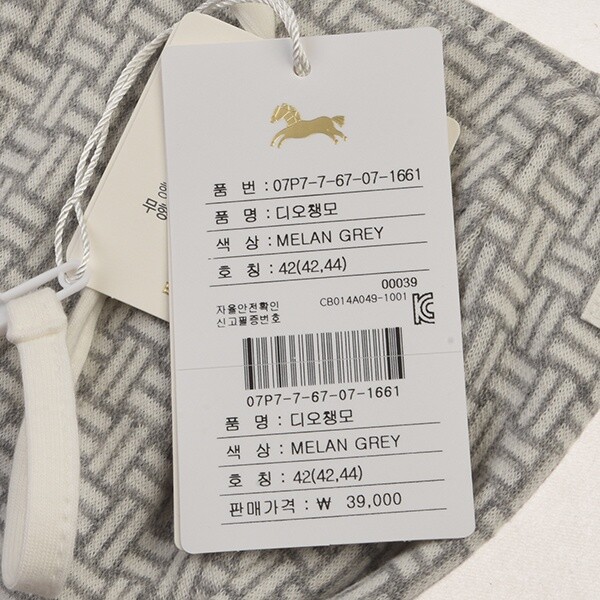 품 번 : 07P7-7-67-07-1661
품 명 : 디오챙모
색 상 : MELAN GREY
호 칭 : 42(42,44)
00039
자율안전확인 CB014A049-1001
신고필증번호
07P7-7-67-07-1661
품 명 : 디오챙모
색 상 : MELAN GREY
호 칭 : 42(42,44)
판매가격 : ₩ 39,000